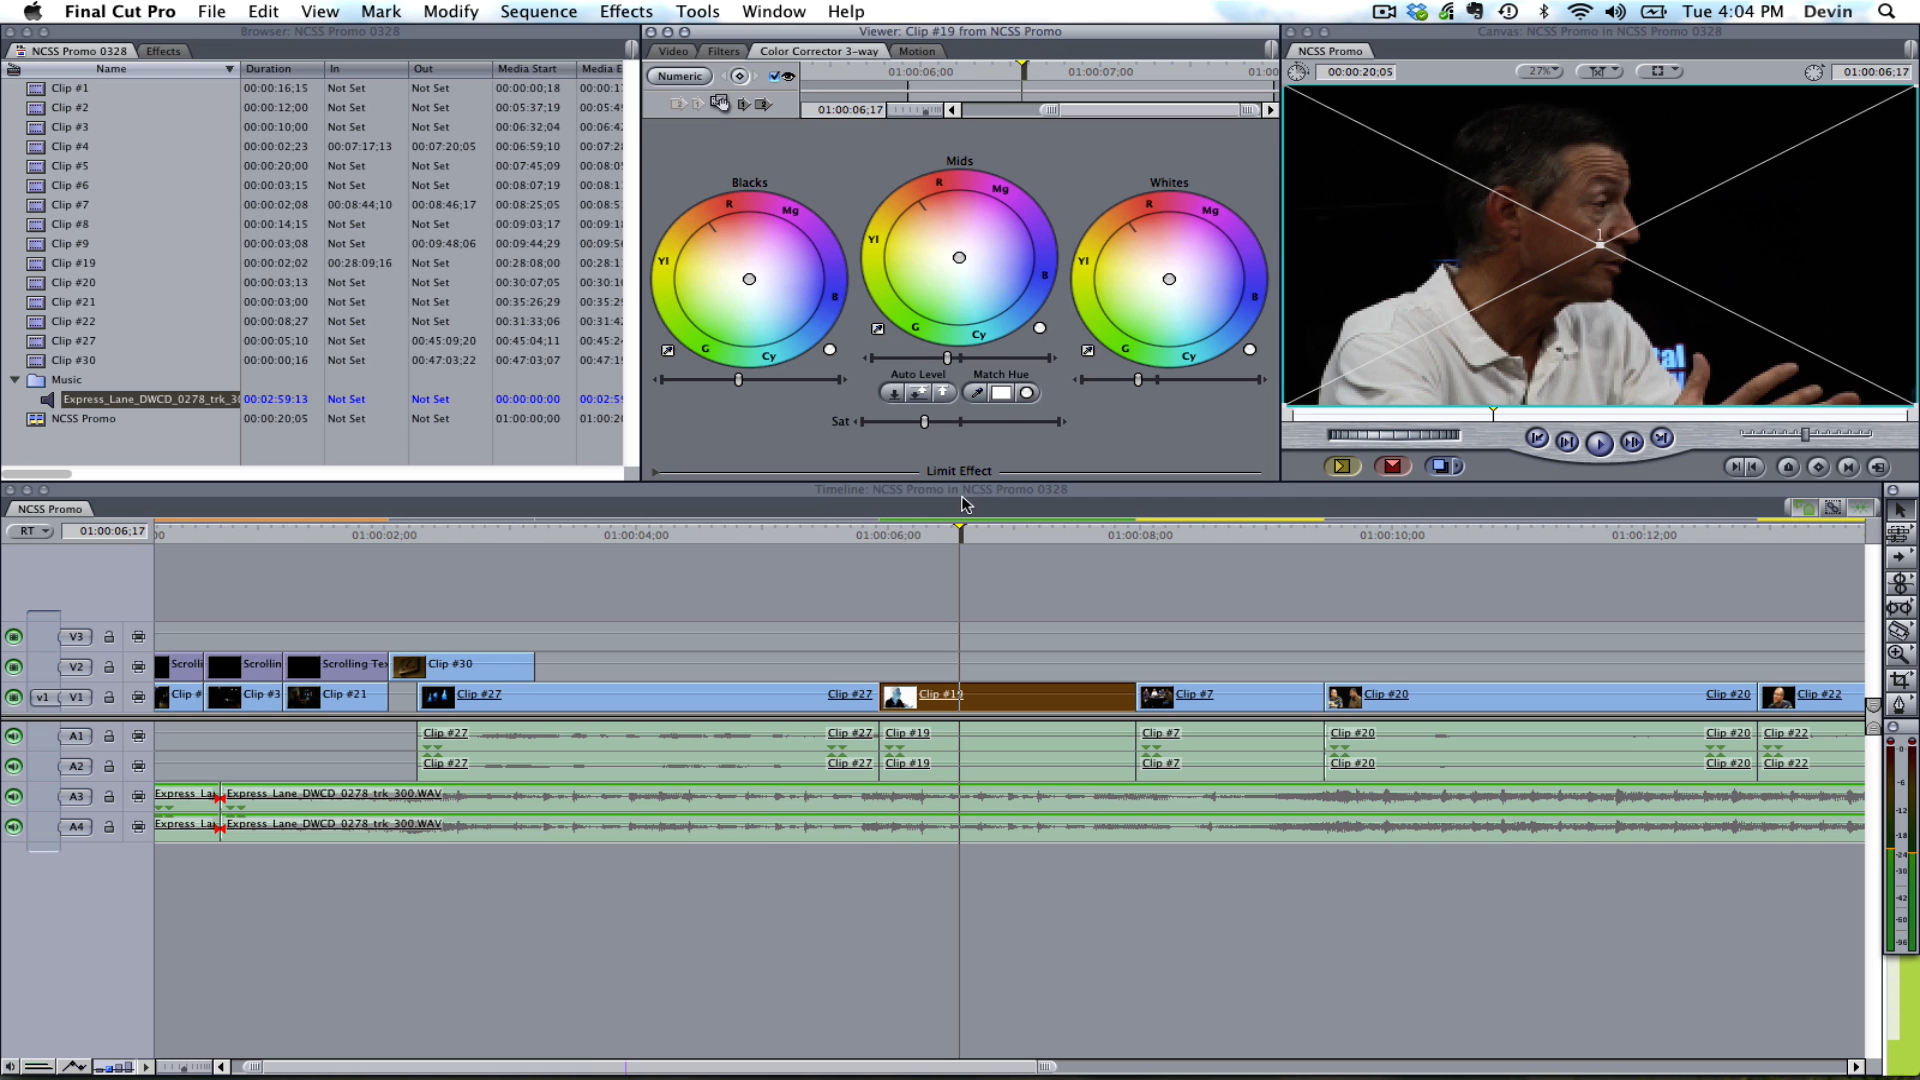 Final Cut Pro File Edit View Mark Modify Sequence Effects Tools Window Help Tue 4:04 PM Devin
Browser: NCSS Promo 0328
NCSS Promo 0328 Effects
Name Duration In Out Media Start Media E
Clip #1 00:00:16;15 Not Set Not Set 00:00:00;18 00:00:1
Clip #2 00:00:12;00 Not Set Not Set 00:05:37;19 00:05:4
Clip #3 00:00:10;00 Not Set Not Set 00:06:32;04 00:06:4
Clip #4 00:00:02;23 00:07:17;13 00:07:20;05 00:06:59;10 00:07:2
Clip #5 00:00:20;00 Not Set Not Set 00:07:45;09 00:08:0
Clip #6 00:00:03;15 Not Set Not Set 00:08:07;19 00:08:1
Clip #7 00:00:02;08 00:08:44;10 00:08:46;17 00:08:25;05 00:08:5
Clip #8 00:00:14;15 Not Set Not Set 00:09:03;17 00:09:1
Clip #9 00:00:03;08 Not Set 00:09:48;06 00:09:44;29 00:09:5
Clip #19 00:00:02;02 00:28:09;16 Not Set 00:28:08;00 00:28:1
Clip #20 00:00:03;13 Not Set Not Set 00:30:07;05 00:30:1
Clip #21 00:00:03;00 Not Set Not Set 00:35:26;29 00:35:2
Clip #22 00:00:08;27 Not Set Not Set 00:31:33;06 00:31:4
Clip #27 00:00:05;10 Not Set 00:45:09;20 00:45:04;11 00:45:2
Clip #30 00:00:00;16 Not Set 00:47:03;22 00:47:03;07 00:47:1
Music
Express_Lane_DWCD_0278_trk_30 00:02:59:13 Not Set Not Set 00:00:00:00 00:02:5
NCSS Promo 00:00:20;05 Not Set Not Set 01:00:00;00 01:00:2
Viewer: Clip #19 from NCSS Promo
Video Filters Color Corrector 3-way Motion
Numeric 01:00:06;00 01:00:07;00 01:00
01:00:06;17
Blacks Mids Whites
R Mg Yl B G Cy
R Mg Yl B G Cy
R Mg Yl B G Cy
Auto Level Match Hue
Sat
Limit Effect
Canvas: NCSS Promo in NCSS Promo 0328
NCSS Promo
00:00:20;05 27% 01:00:06;17
1
Timeline: NCSS Promo in NCSS Promo 0328
NCSS Promo
RT 01:00:06;17 00 01:00:02;00 01:00:04;00 01:00:06;00 01:00:08;00 01:00:10;00 01:00:12;00
V3
V2 Scrolli Scrollin Scrolling Te Clip #30
v1 V1 Clip # Clip #3 Clip #21 Clip #27 Clip #27 Clip #19 Clip #7 Clip #20 Clip #20 Clip #22
A1 Clip #27 Clip #27 Clip #19 Clip #7 Clip #20 Clip #20 Clip #22
A2 Clip #27 Clip #27 Clip #19 Clip #7 Clip #20 Clip #20 Clip #22
A3 Express_La Express_Lane_DWCD_0278_trk_300.WAV
A4 Express_La Express_Lane_DWCD_0278_trk_300.WAV
0
-6
-12
-18
-30
-42
-60
-96